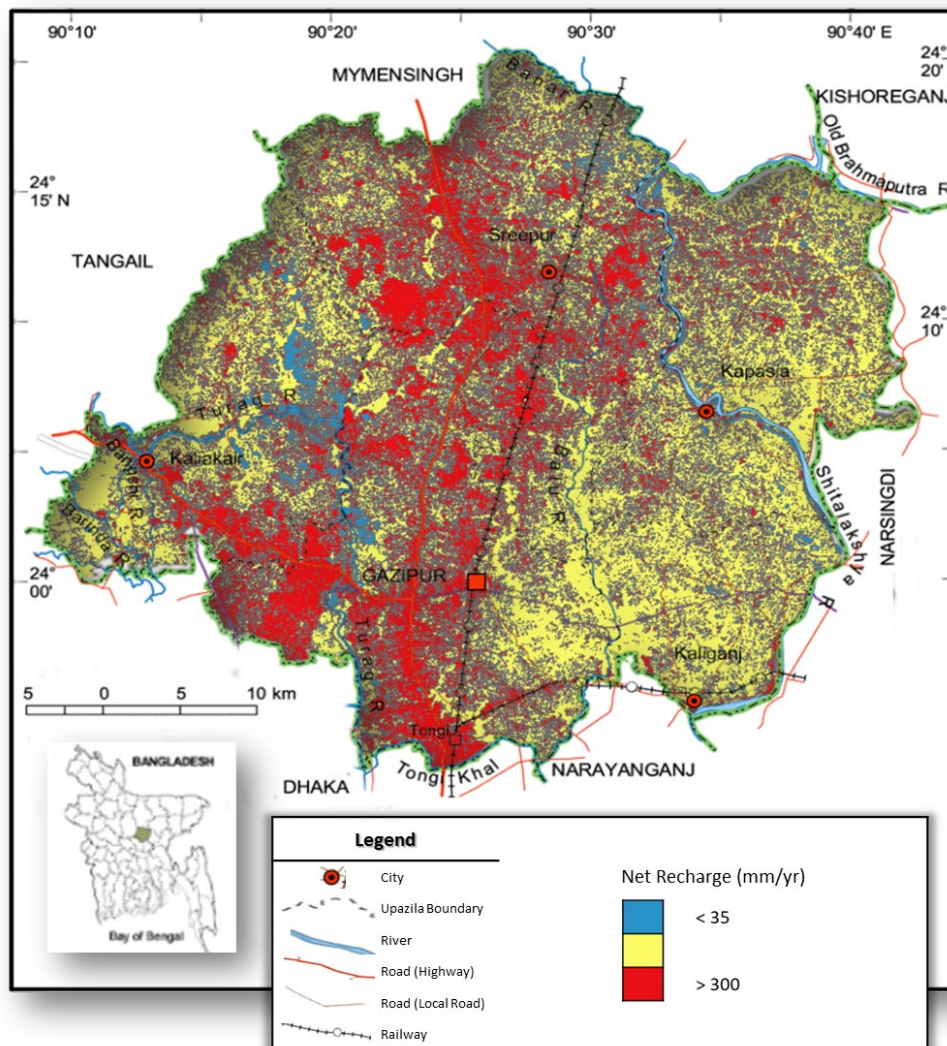 90°10'
90°20'
90°30'
90°40' E
24°
20'
MYMENSINGH
Banar R
KISHOREGANJ
Old Brahmaputra R
24°
15' N
Sreepur
TANGAIL
24°
10'
Kapasia
Turag R
Kaliakair
Bangshi R
Barinda R
Shitalakshya R
NARSINGDI
24°
00'
GAZIPUR
Turag R
Kaliganj
5 0 5 10 km
Tongi
Tongi Khal
NARAYANGANJ
DHAKA
BANGLADESH
Bay of Bengal
Legend
City
Upazila Boundary
River
Road (Highway)
Road (Local Road)
Railway
Net Recharge (mm/yr)
< 35
> 300